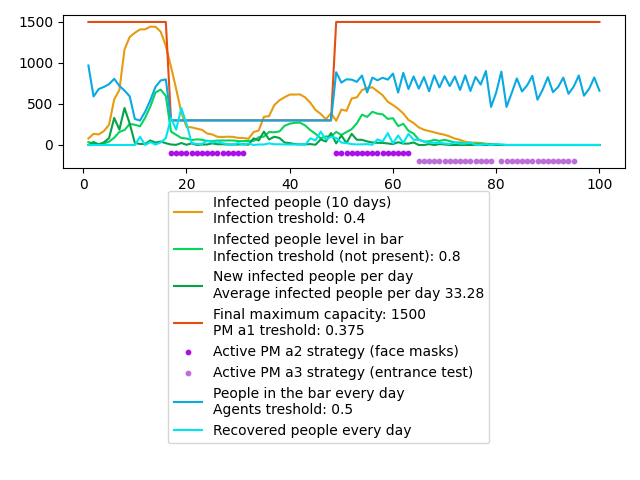 1500
1000
500
0
0
20
40
60
80
100
Infected people (10 days)
Infection treshold: 0.4
Infected people level in bar
Infection treshold (not present): 0.8
New infected people per day
Average infected people per day 33.28
Final maximum capacity: 1500
PM a1 treshold: 0.375
Active PM a2 strategy (face masks)
Active PM a3 strategy (entrance test)
People in the bar every day
Agents treshold: 0.5
Recovered people every day